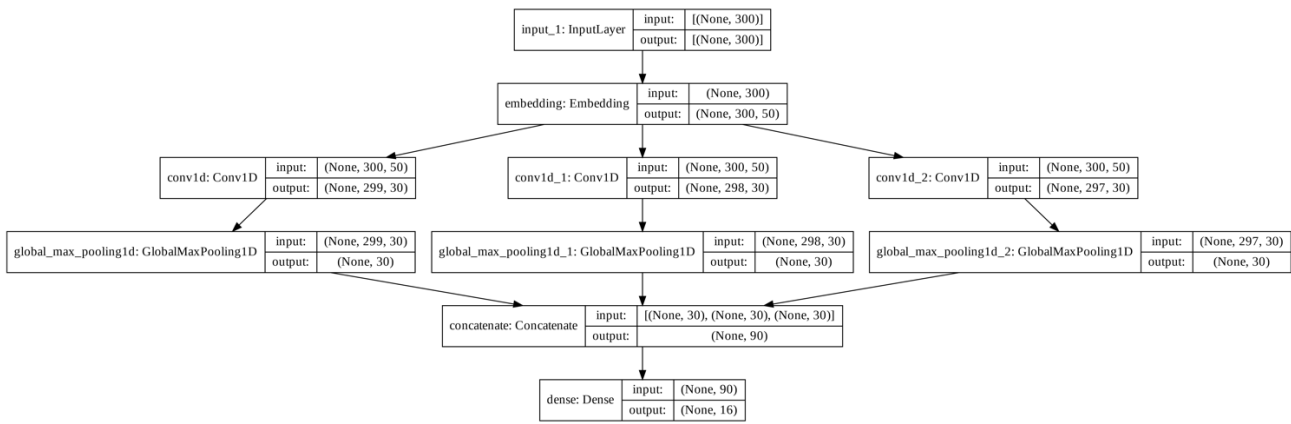 input_1: InputLayer
input: [(None, 300)]
output: [(None, 300)]
embedding: Embedding
input: (None, 300)
output: (None, 300, 50)
conv1d: Conv1D
input: (None, 300, 50)
output: (None, 299, 30)
conv1d_1: Conv1D
input: (None, 300, 50)
output: (None, 298, 30)
conv1d_2: Conv1D
input: (None, 300, 50)
output: (None, 297, 30)
global_max_pooling1d: GlobalMaxPooling1D
input: (None, 299, 30)
output: (None, 30)
global_max_pooling1d_1: GlobalMaxPooling1D
input: (None, 298, 30)
output: (None, 30)
global_max_pooling1d_2: GlobalMaxPooling1D
input: (None, 297, 30)
output: (None, 30)
concatenate: Concatenate
input: [(None, 30), (None, 30), (None, 30)]
output: (None, 90)
dense: Dense
input: (None, 90)
output: (None, 16)